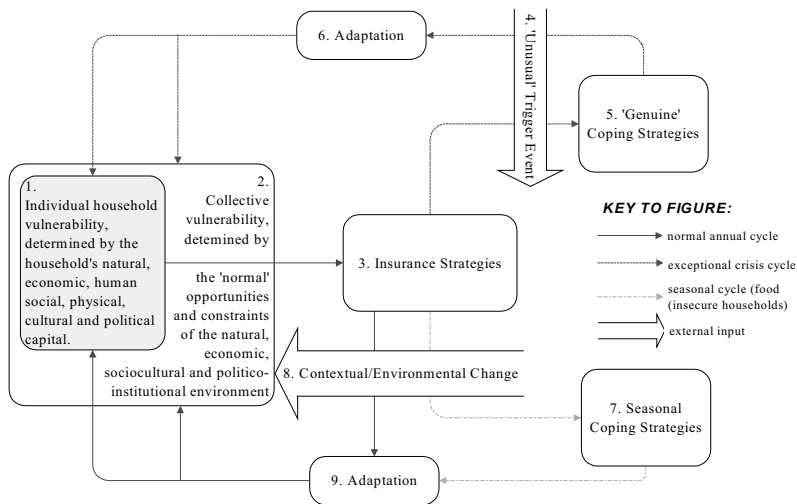 6. Adaptation
4. 'Unusual' Trigger Event
5. 'Genuine'
Coping Strategies
1.
Individual household
vulnerability,
determined by the
household's natural,
economic, human
social, physical,
cultural and political
capital.
2.
Collective
vulnerability,
detemined by
the 'normal'
opportunities
and constraints
of the natural,
economic,
sociocultural and politico-
institutional environment
3. Insurance Strategies
KEY TO FIGURE:
normal annual cycle
exceptional crisis cycle
seasonal cycle (food
(insecure households)
external input
8. Contextual/Environmental Change
7. Seasonal
Coping Strategies
9. Adaptation